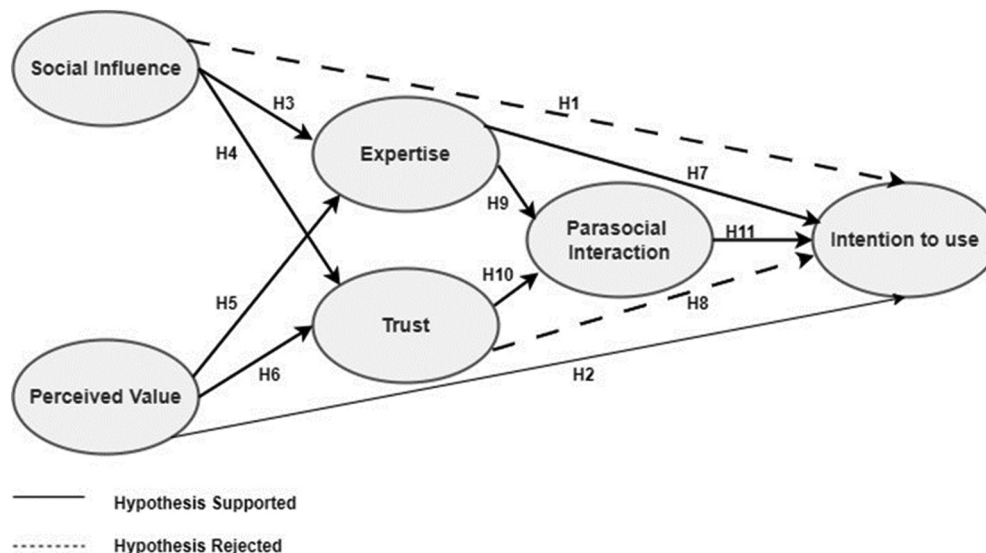 Social Influence
H1
H3
H4
Expertise
H7
H9
Parasocial
Interaction
H11
Intention to use
H10
H5
Trust
H8
H6
H2
Perceived Value
Hypothesis Supported
Hypothesis Rejected